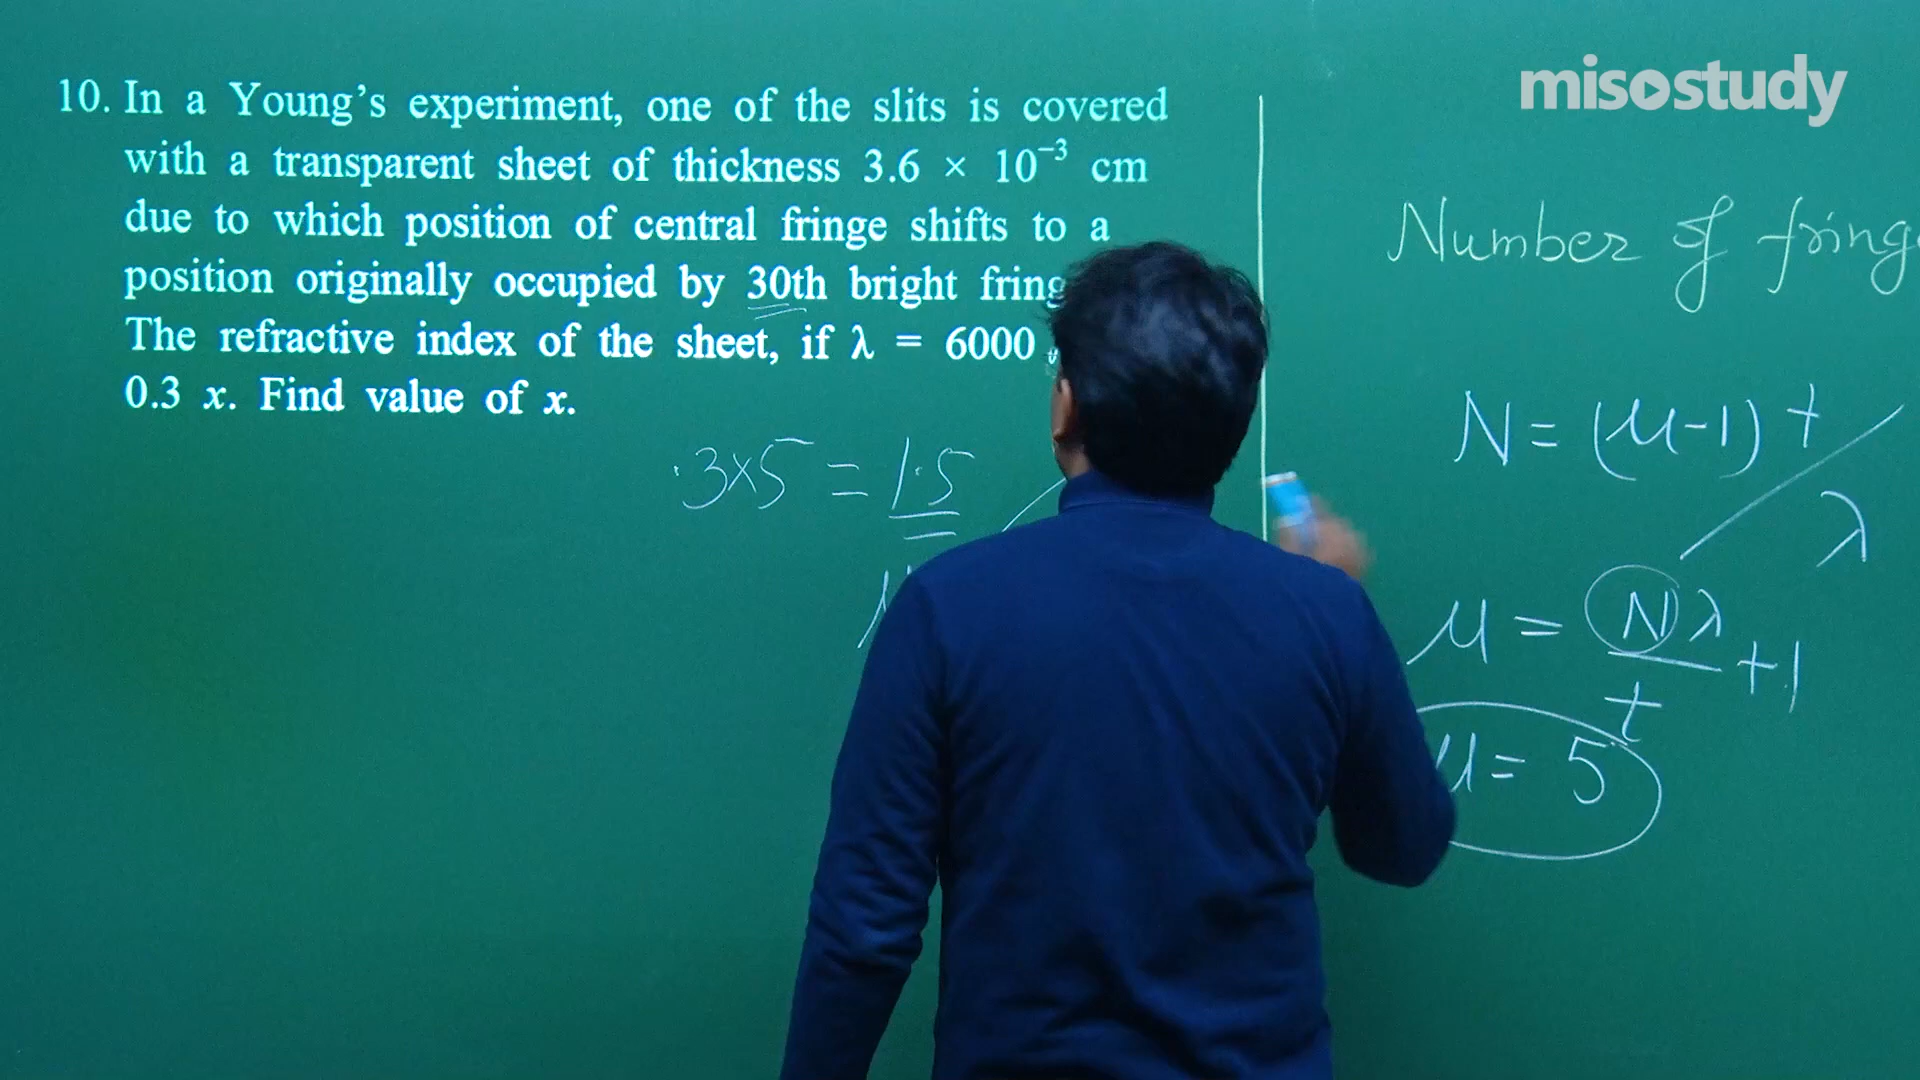 misostudy
10. In a Young's experiment, one of the slits is covered
with a transparent sheet of thickness 3.6 × 10⁻³ cm
due to which position of central fringe shifts to a
position originally occupied by 30th bright
The refractive index of the sheet, if λ = 6000
0.3 x. Find value of x.
.3×5 = 1.5
μ
Number of
N = (μ-1) t
λ
μ = Nλ
+1
t
μ = 5